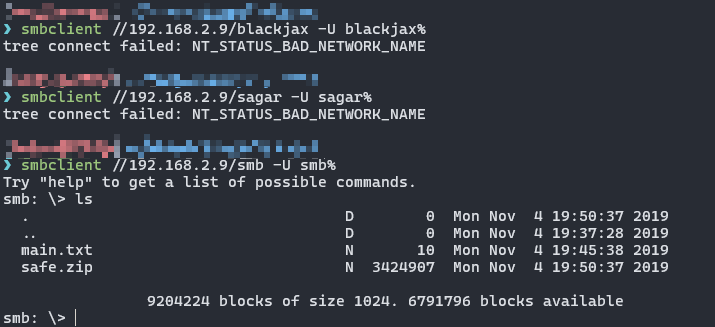 ❯ smbclient //192.168.2.9/blackjax -U blackjax%
tree connect failed: NT_STATUS_BAD_NETWORK_NAME
❯ smbclient //192.168.2.9/sagar -U sagar%
tree connect failed: NT_STATUS_BAD_NETWORK_NAME
❯ smbclient //192.168.2.9/smb -U smb%
Try "help" to get a list of possible commands.
smb: \> ls
. D 0 Mon Nov 4 19:50:37 2019
.. D 0 Mon Nov 4 19:37:28 2019
main.txt N 10 Mon Nov 4 19:45:38 2019
safe.zip N 3424907 Mon Nov 4 19:50:37 2019
9204224 blocks of size 1024. 6791796 blocks available
smb: \>